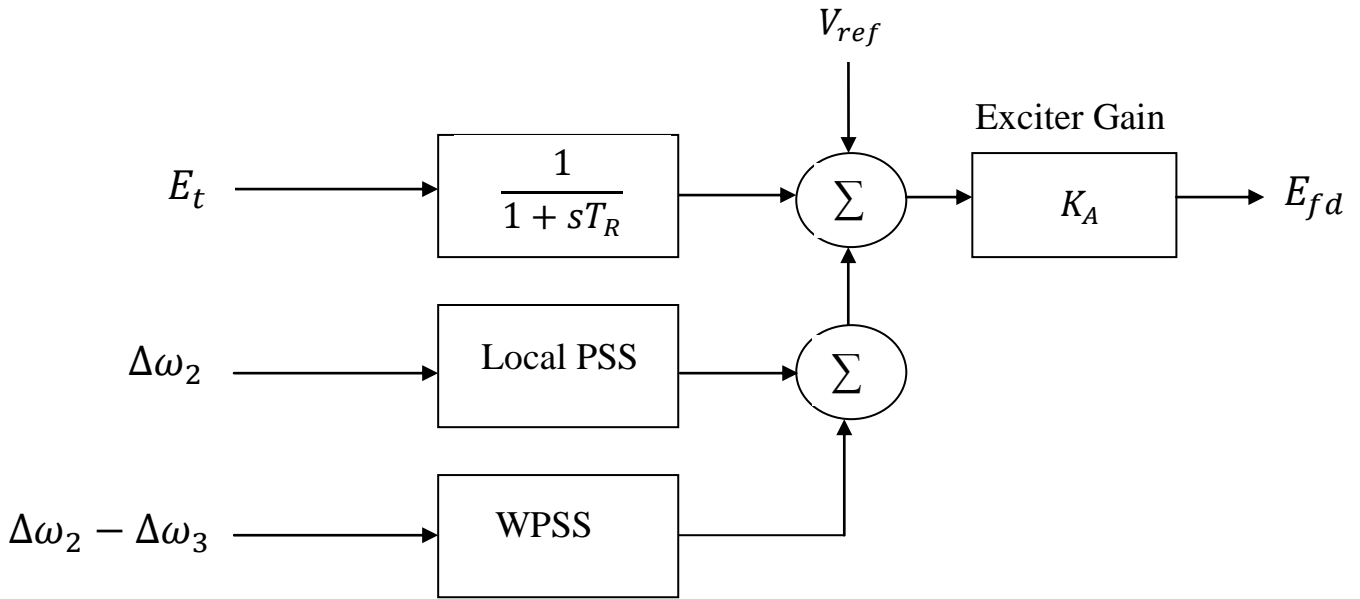 V_ref
Exciter Gain
E_t
1
1 + sT_R
∑
K_A
E_fd
Δω_2
Local PSS
∑
Δω_2 − Δω_3
WPSS